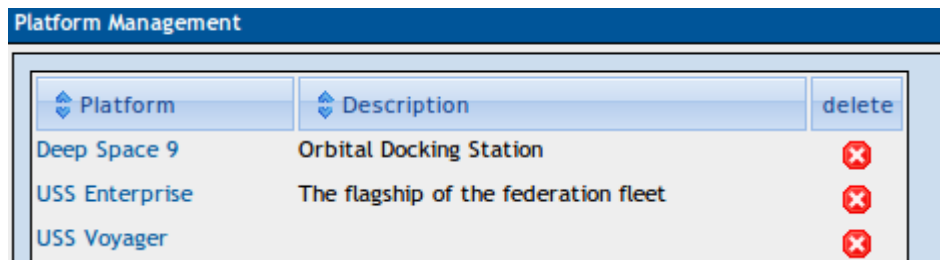 Platform Management
Platform Description delete
Deep Space 9 Orbital Docking Station
USS Enterprise The flagship of the federation fleet
USS Voyager